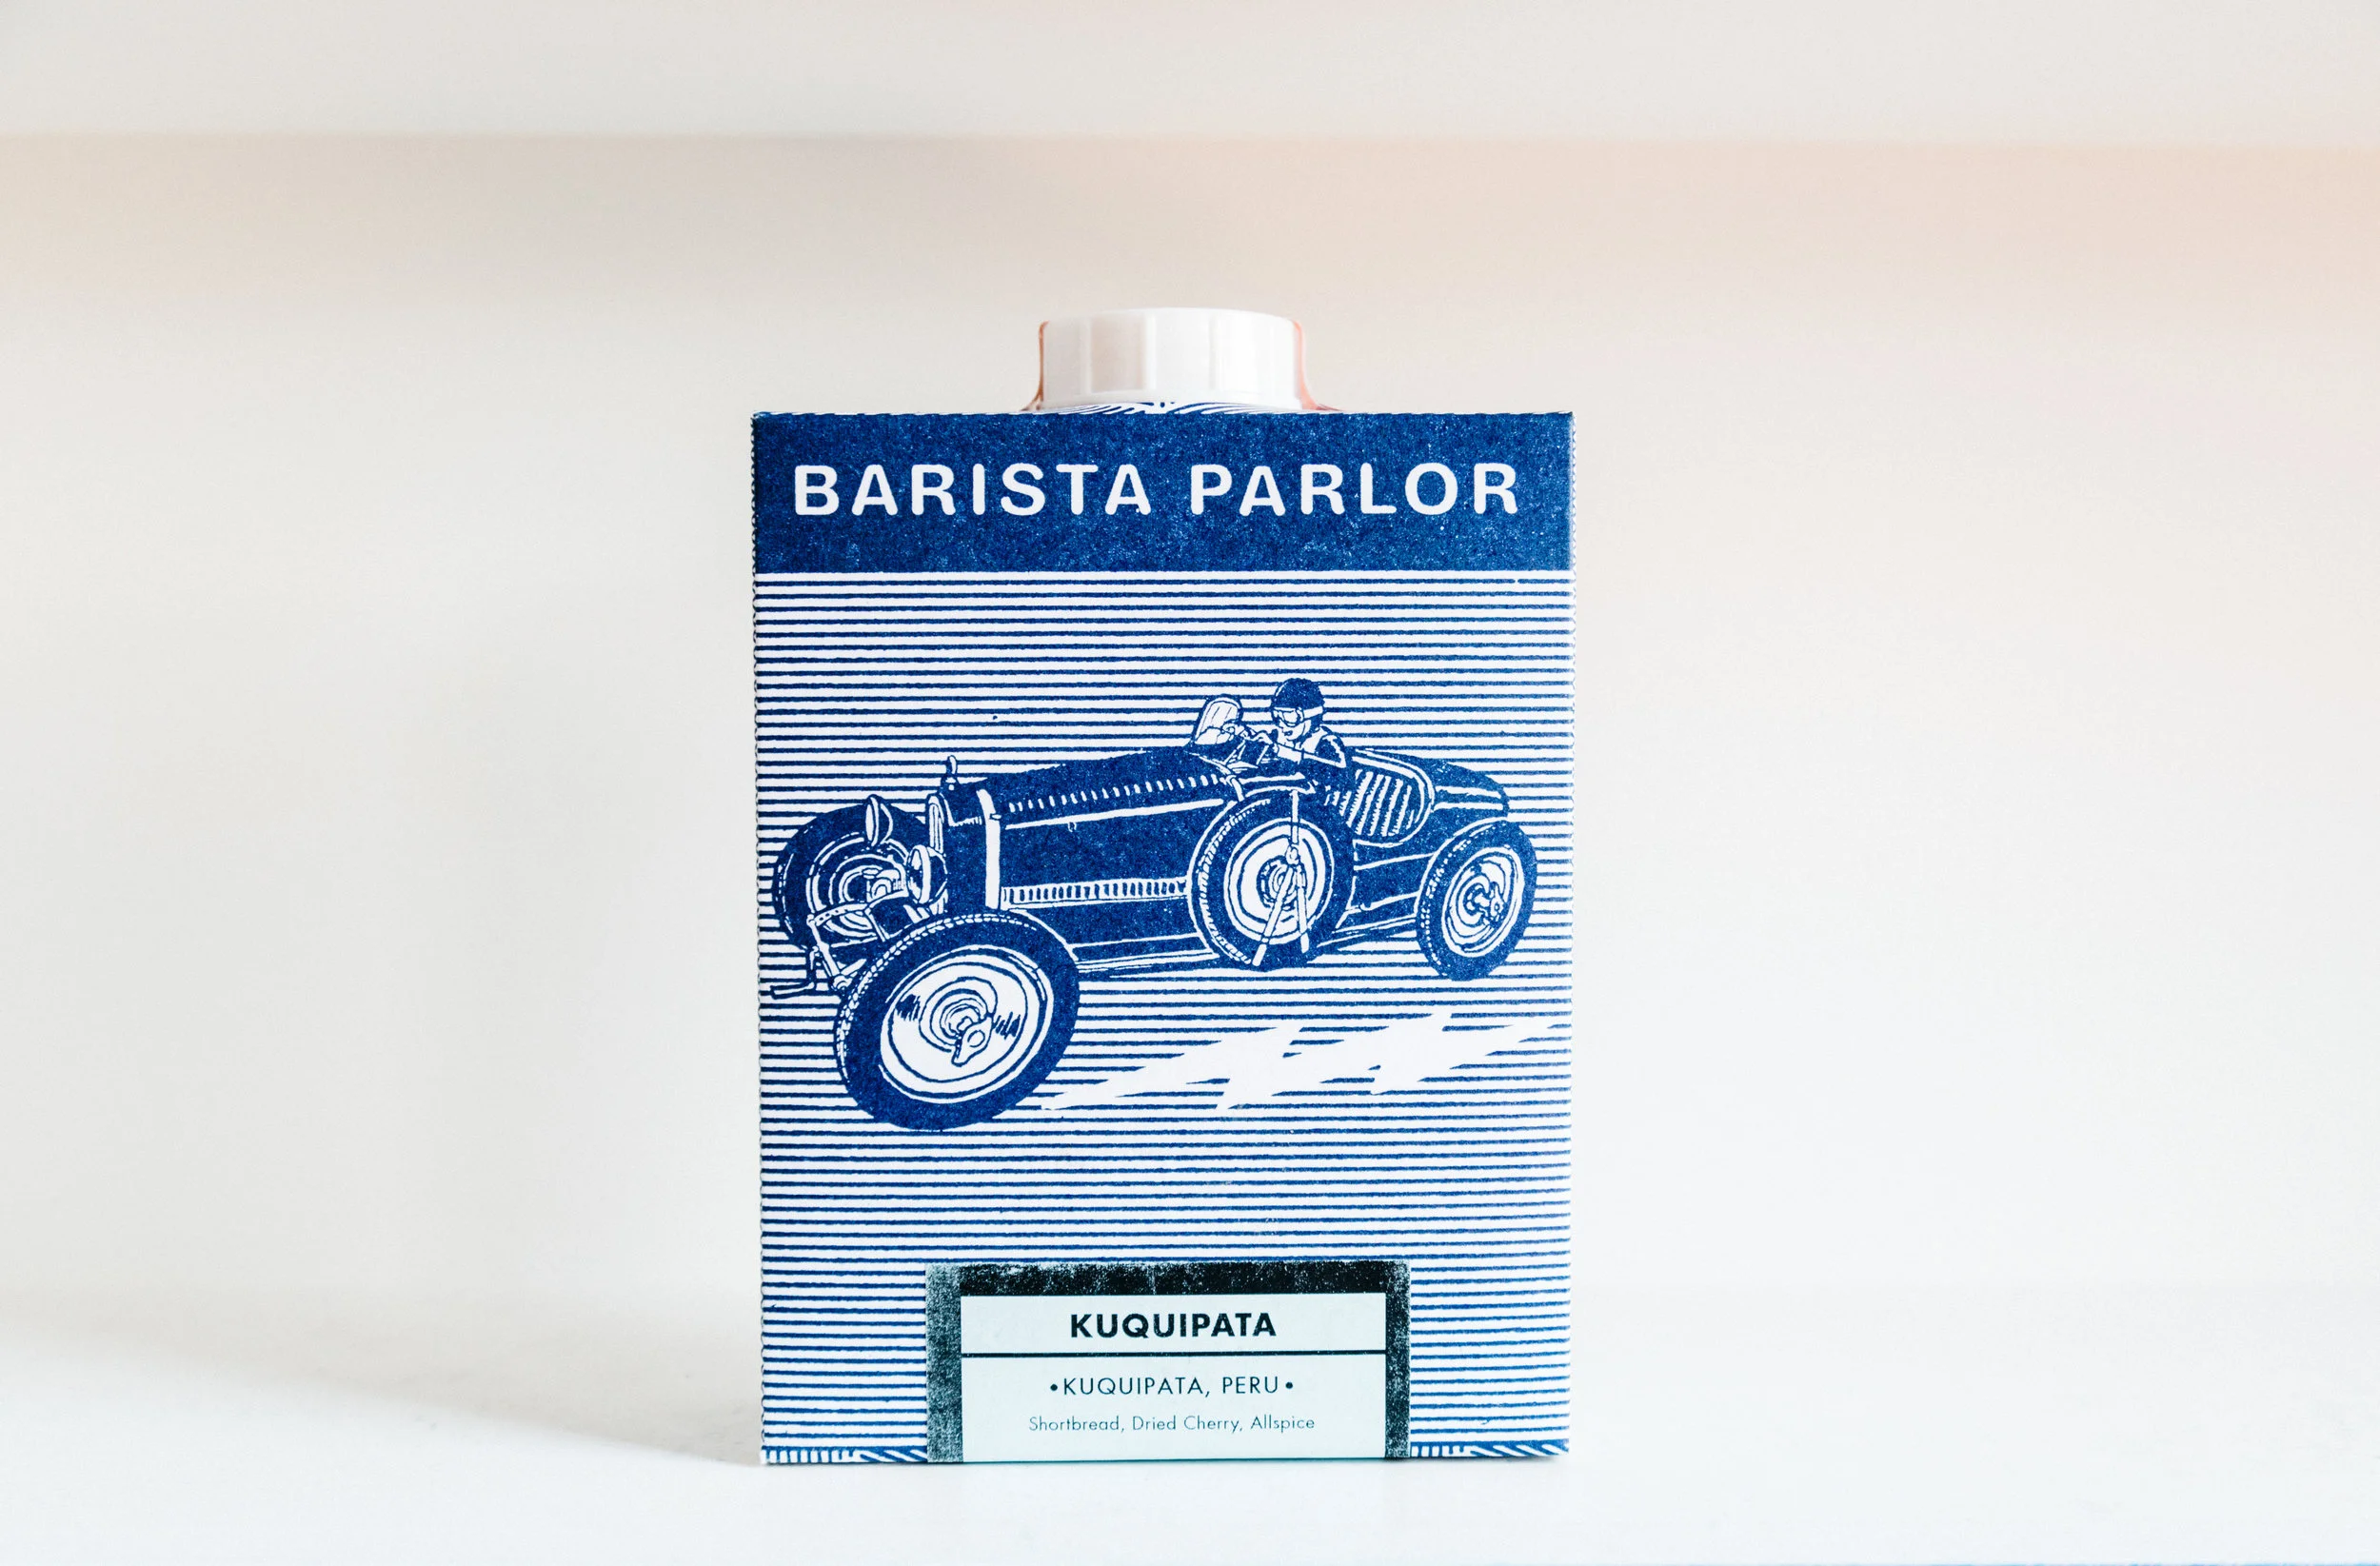 BARISTA PARLOR
KUQUIPATA
•KUQUIPATA, PERU•
Shortbread, Dried Cherry, Allspice